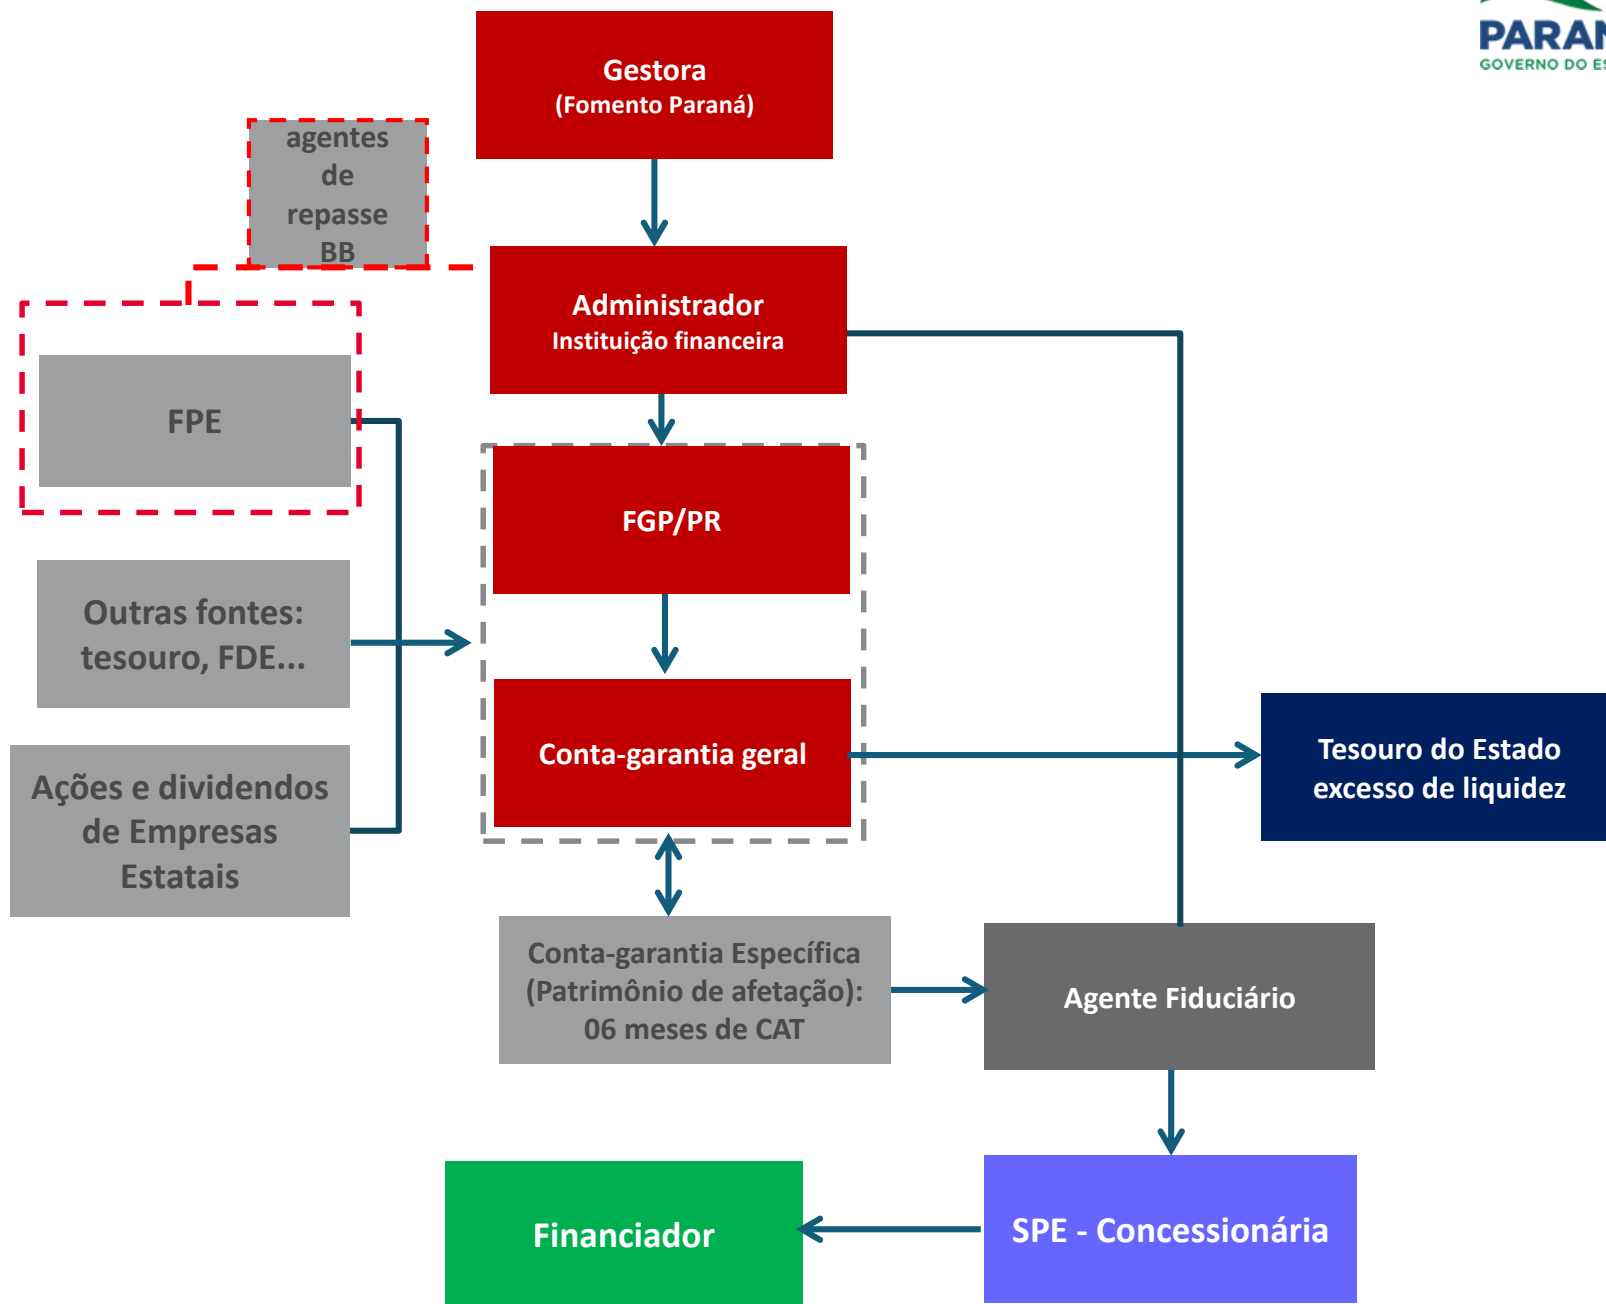 Gestora
(Fomento Paraná)
agentes
de
repasse
BB
Administrador
Instituição financeira
FPE
FGP/PR
Outras fontes:
tesouro, FDE...
Conta-garantia geral
Tesouro do Estado
excesso de liquidez
Ações e dividendos
de Empresas
Estatais
Conta-garantia Específica
(Patrimônio de afetação):
06 meses de CAT
Agente Fiduciário
Financiador
SPE - Concessionária
GOVERNO DO